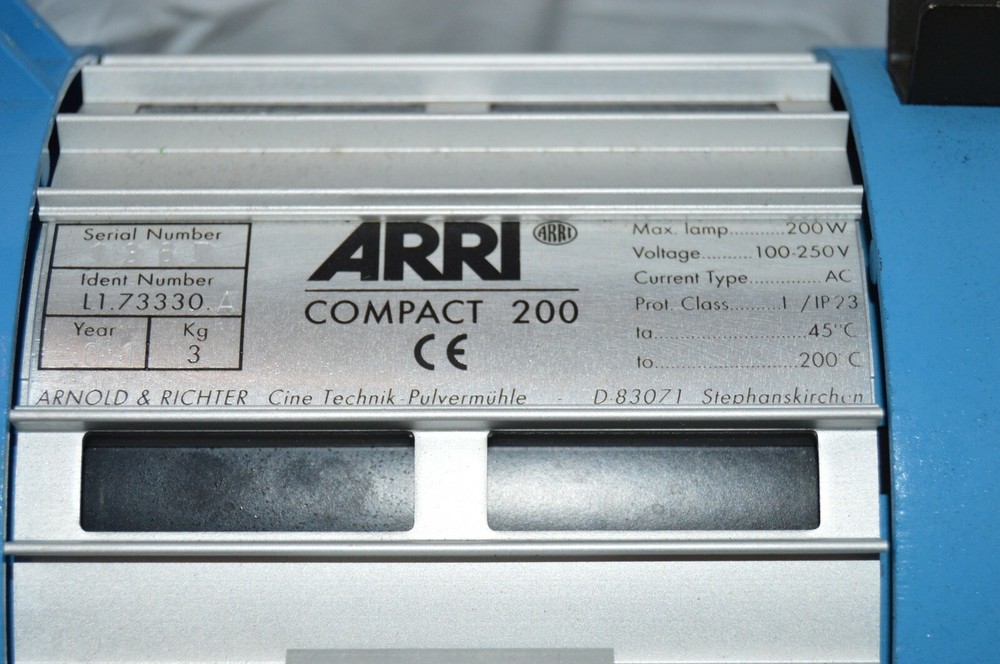 Serial Number
Ident Number
L1.73330.A
Year
Kg
3
ARRI
ARRI
COMPACT 200
CE
Max. lamp...........200W
Voltage..........100-250V
Current Type...............AC
Prot. Class..........I /IP23
ta...........................45°C
to.........................200°C
ARNOLD & RICHTER Cine Technik-Pulvermühle - D-83071 Stephanskirchen